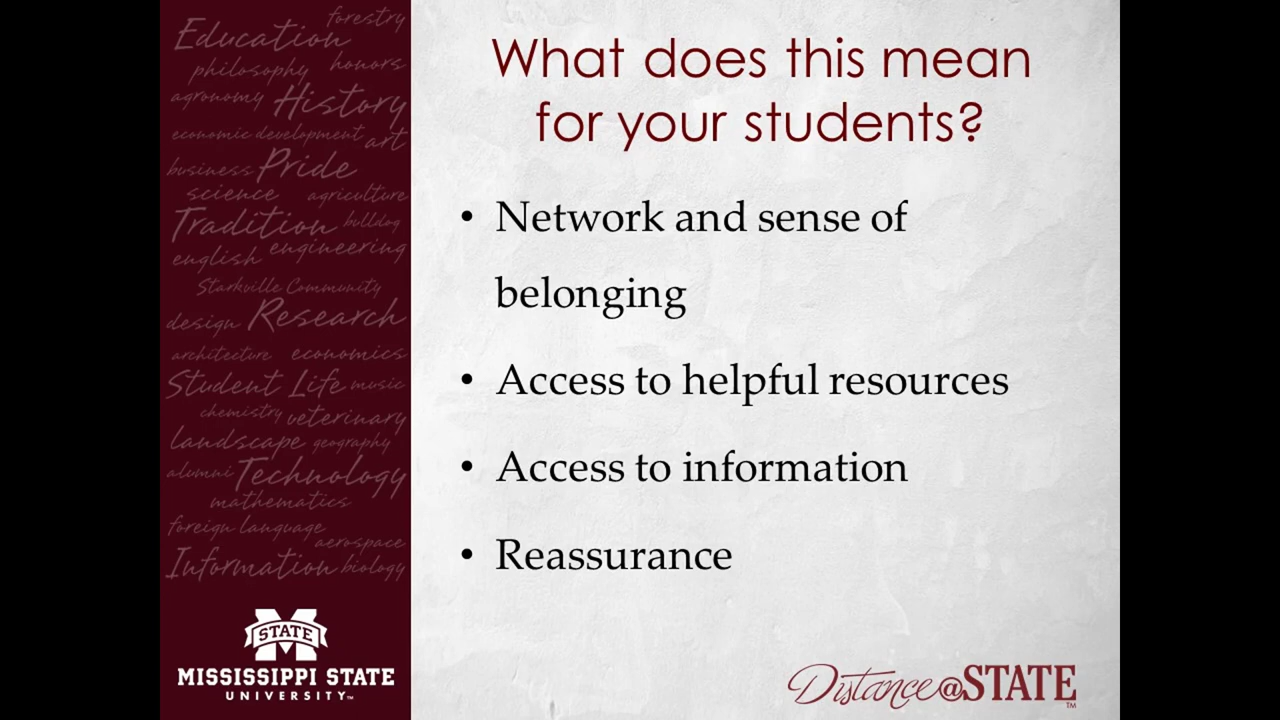 forestry
Education
philosophy honors
agronomy History
economic development art
business Pride
science agriculture
Tradition bulldog
english engineering
Starkville Community
design Research
architecture economics
Student Life music
chemistry veterinary
landscape geography
alumni Technology
mathematics
foreign language
aerospace
Information biology
STATE
MISSISSIPPI STATE
UNIVERSITY™
What does this mean
for your students?
• Network and sense of
belonging
• Access to helpful resources
• Access to information
• Reassurance
Distance@STATE™